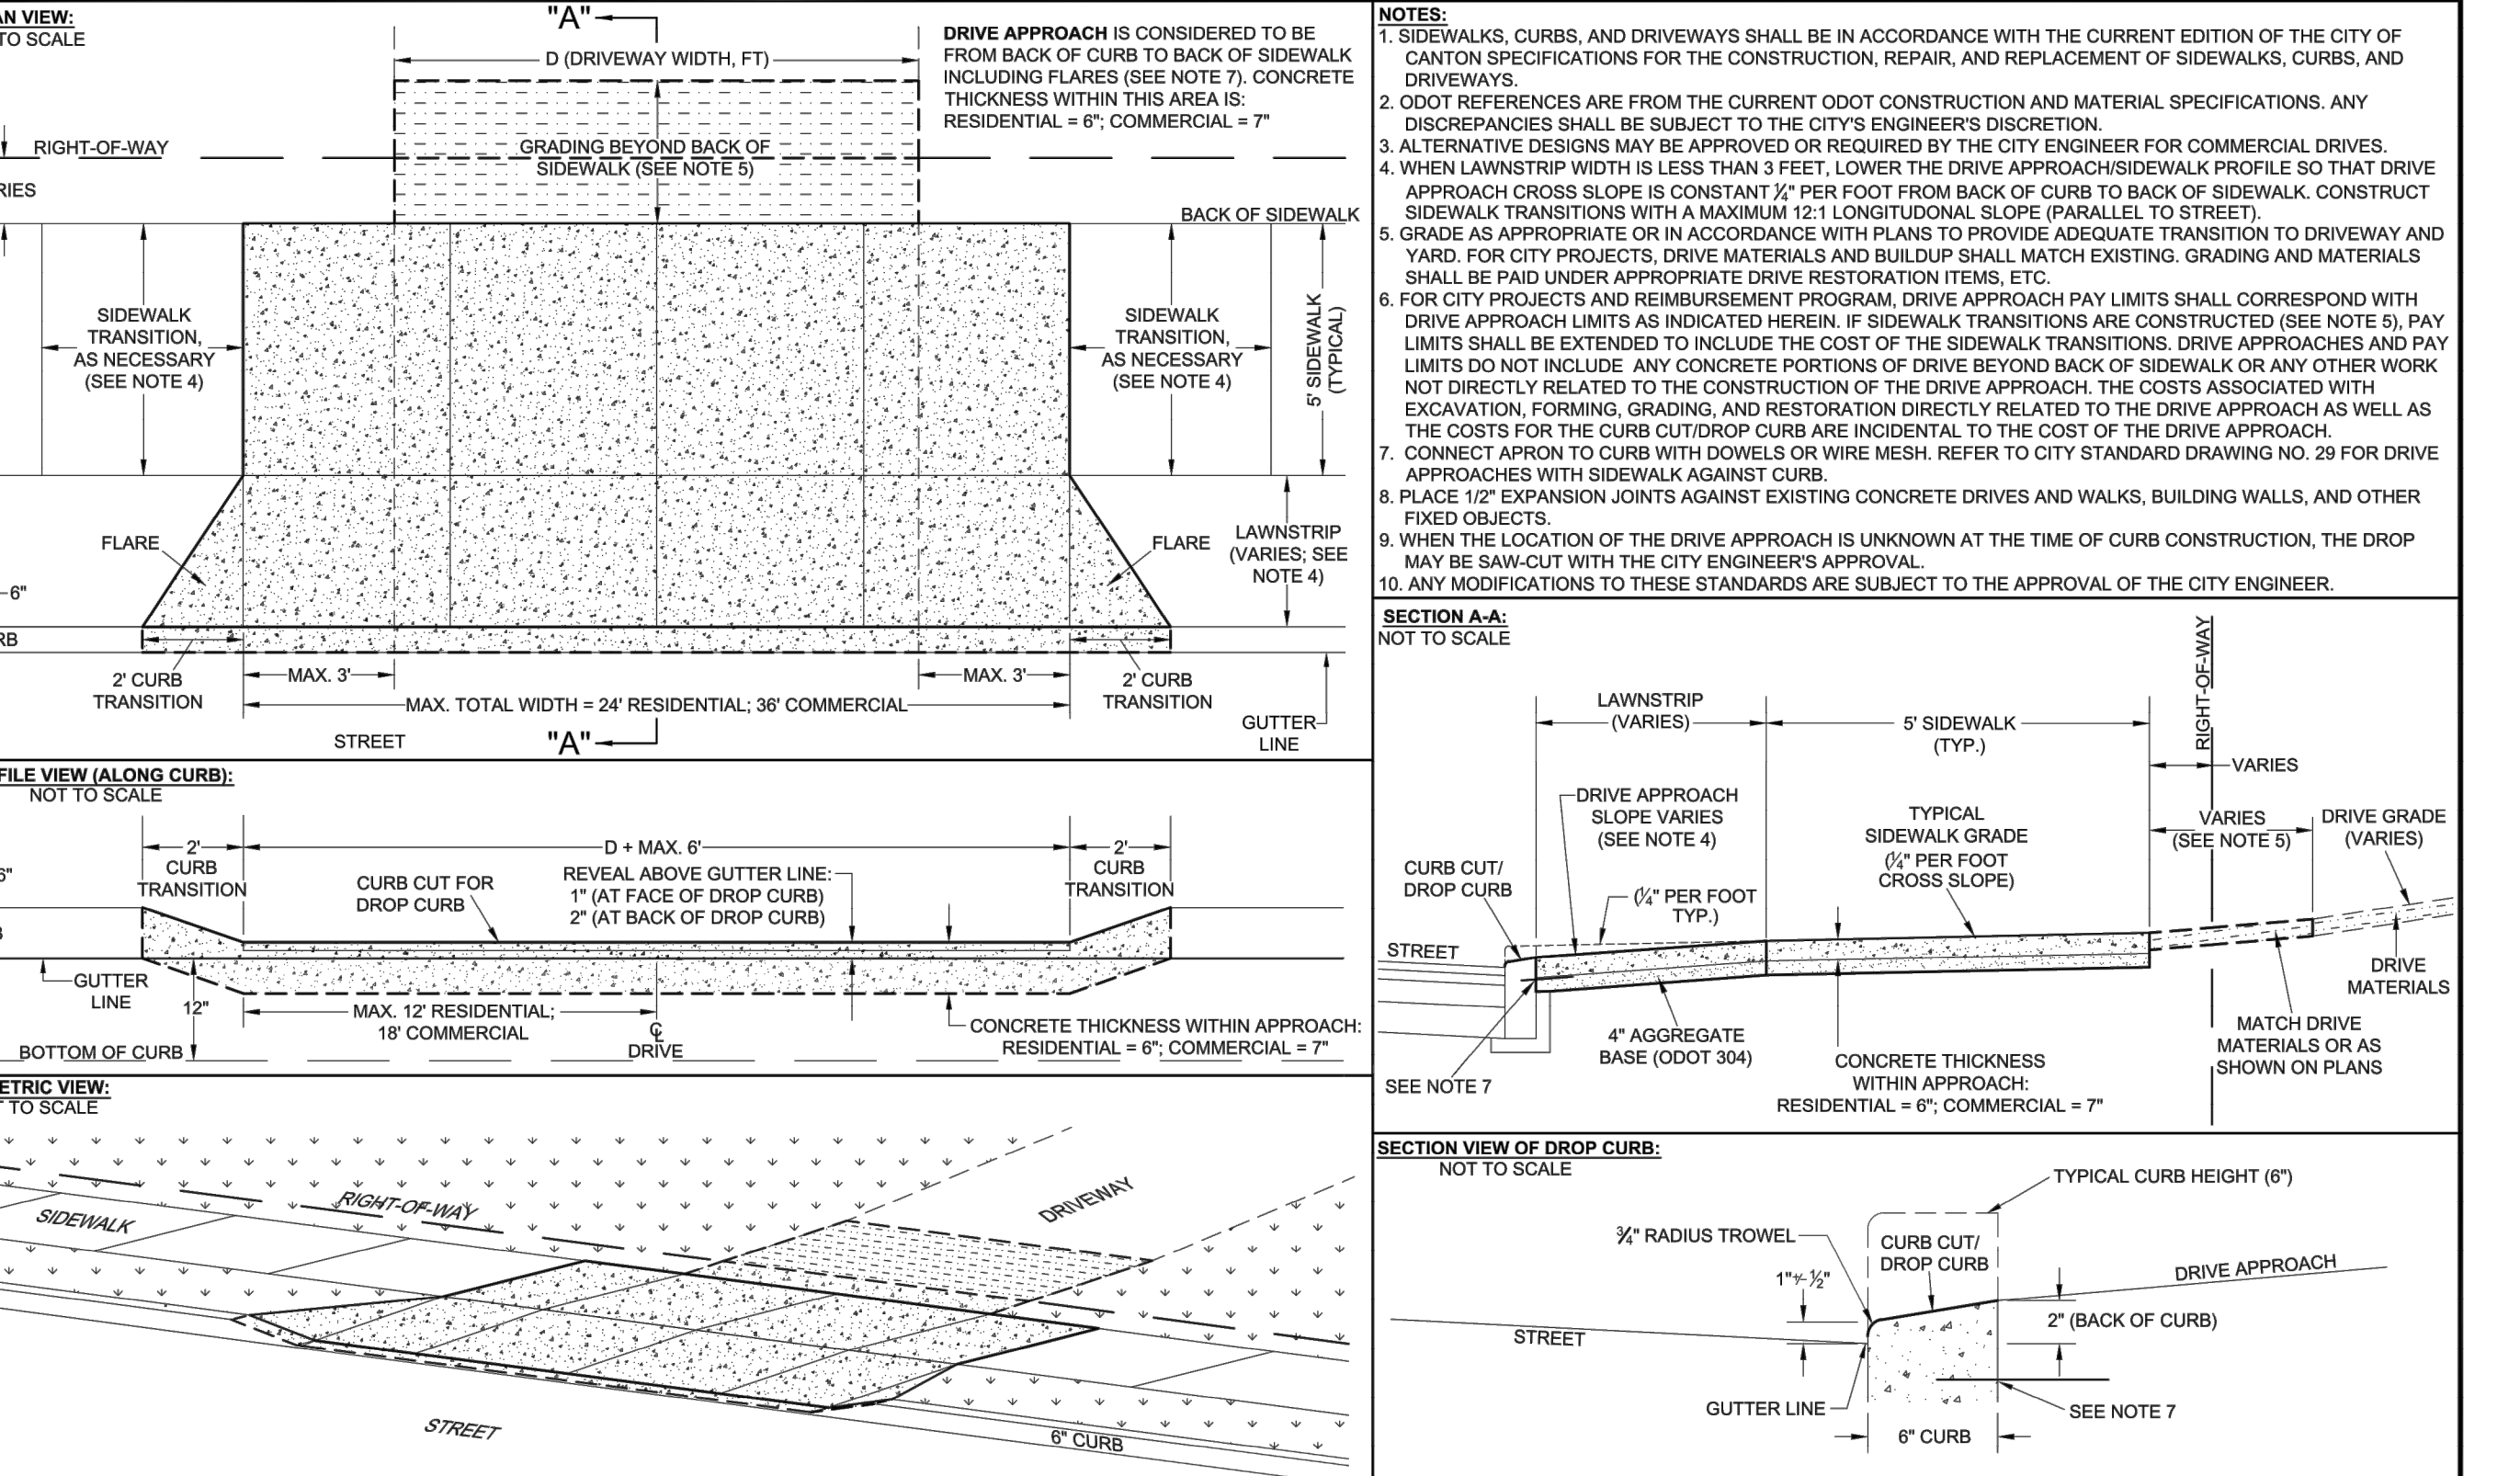 AN VIEW:
TO SCALE
"A"
D (DRIVEWAY WIDTH, FT)
DRIVE APPROACH IS CONSIDERED TO BE
FROM BACK OF CURB TO BACK OF SIDEWALK
INCLUDING FLARES (SEE NOTE 7). CONCRETE
THICKNESS WITHIN THIS AREA IS:
RESIDENTIAL = 6"; COMMERCIAL = 7"
RIGHT-OF-WAY
RIES
GRADING BEYOND BACK OF
SIDEWALK (SEE NOTE 5)
BACK OF SIDEWALK
SIDEWALK
TRANSITION,
AS NECESSARY
(SEE NOTE 4)
SIDEWALK
TRANSITION,
AS NECESSARY
(SEE NOTE 4)
5' SIDEWALK
(TYPICAL)
FLARE
FLARE
LAWNSTRIP
(VARIES; SEE
NOTE 4)
6"
RB
2' CURB
TRANSITION
MAX. 3'
MAX. 3'
2' CURB
TRANSITION
MAX. TOTAL WIDTH = 24' RESIDENTIAL; 36' COMMERCIAL
STREET
"A"
GUTTER
LINE
FILE VIEW (ALONG CURB):
NOT TO SCALE
2'
CURB
TRANSITION
D + MAX. 6'
2'
CURB
TRANSITION
6"
CURB CUT FOR
DROP CURB
REVEAL ABOVE GUTTER LINE:
1" (AT FACE OF DROP CURB)
2" (AT BACK OF DROP CURB)
B
GUTTER
LINE
12"
MAX. 12' RESIDENTIAL;
18' COMMERCIAL
℄
DRIVE
CONCRETE THICKNESS WITHIN APPROACH:
RESIDENTIAL = 6"; COMMERCIAL = 7"
BOTTOM OF CURB
ETRIC VIEW:
T TO SCALE
RIGHT-OF-WAY
SIDEWALK
DRIVEWAY
STREET
6" CURB
NOTES:
1. SIDEWALKS, CURBS, AND DRIVEWAYS SHALL BE IN ACCORDANCE WITH THE CURRENT EDITION OF THE CITY OF
CANTON SPECIFICATIONS FOR THE CONSTRUCTION, REPAIR, AND REPLACEMENT OF SIDEWALKS, CURBS, AND
DRIVEWAYS.
2. ODOT REFERENCES ARE FROM THE CURRENT ODOT CONSTRUCTION AND MATERIAL SPECIFICATIONS. ANY
DISCREPANCIES SHALL BE SUBJECT TO THE CITY'S ENGINEER'S DISCRETION.
3. ALTERNATIVE DESIGNS MAY BE APPROVED OR REQUIRED BY THE CITY ENGINEER FOR COMMERCIAL DRIVES.
4. WHEN LAWNSTRIP WIDTH IS LESS THAN 3 FEET, LOWER THE DRIVE APPROACH/SIDEWALK PROFILE SO THAT DRIVE
APPROACH CROSS SLOPE IS CONSTANT ¼" PER FOOT FROM BACK OF CURB TO BACK OF SIDEWALK. CONSTRUCT
SIDEWALK TRANSITIONS WITH A MAXIMUM 12:1 LONGITUDONAL SLOPE (PARALLEL TO STREET).
5. GRADE AS APPROPRIATE OR IN ACCORDANCE WITH PLANS TO PROVIDE ADEQUATE TRANSITION TO DRIVEWAY AND
YARD. FOR CITY PROJECTS, DRIVE MATERIALS AND BUILDUP SHALL MATCH EXISTING. GRADING AND MATERIALS
SHALL BE PAID UNDER APPROPRIATE DRIVE RESTORATION ITEMS, ETC.
6. FOR CITY PROJECTS AND REIMBURSEMENT PROGRAM, DRIVE APPROACH PAY LIMITS SHALL CORRESPOND WITH
DRIVE APPROACH LIMITS AS INDICATED HEREIN. IF SIDEWALK TRANSITIONS ARE CONSTRUCTED (SEE NOTE 5), PAY
LIMITS SHALL BE EXTENDED TO INCLUDE THE COST OF THE SIDEWALK TRANSITIONS. DRIVE APPROACHES AND PAY
LIMITS DO NOT INCLUDE ANY CONCRETE PORTIONS OF DRIVE BEYOND BACK OF SIDEWALK OR ANY OTHER WORK
NOT DIRECTLY RELATED TO THE CONSTRUCTION OF THE DRIVE APPROACH. THE COSTS ASSOCIATED WITH
EXCAVATION, FORMING, GRADING, AND RESTORATION DIRECTLY RELATED TO THE DRIVE APPROACH AS WELL AS
THE COSTS FOR THE CURB CUT/DROP CURB ARE INCIDENTAL TO THE COST OF THE DRIVE APPROACH.
7. CONNECT APRON TO CURB WITH DOWELS OR WIRE MESH. REFER TO CITY STANDARD DRAWING NO. 29 FOR DRIVE
APPROACHES WITH SIDEWALK AGAINST CURB.
8. PLACE 1/2" EXPANSION JOINTS AGAINST EXISTING CONCRETE DRIVES AND WALKS, BUILDING WALLS, AND OTHER
FIXED OBJECTS.
9. WHEN THE LOCATION OF THE DRIVE APPROACH IS UNKNOWN AT THE TIME OF CURB CONSTRUCTION, THE DROP
MAY BE SAW-CUT WITH THE CITY ENGINEER'S APPROVAL.
10. ANY MODIFICATIONS TO THESE STANDARDS ARE SUBJECT TO THE APPROVAL OF THE CITY ENGINEER.
SECTION A-A:
NOT TO SCALE
RIGHT-OF-WAY
LAWNSTRIP
(VARIES)
5' SIDEWALK
(TYP.)
VARIES
DRIVE APPROACH
SLOPE VARIES
(SEE NOTE 4)
TYPICAL
SIDEWALK GRADE
(¼" PER FOOT
CROSS SLOPE)
VARIES
(SEE NOTE 5)
DRIVE GRADE
(VARIES)
CURB CUT/
DROP CURB
(¼" PER FOOT
TYP.)
STREET
DRIVE
MATERIALS
4" AGGREGATE
BASE (ODOT 304)
CONCRETE THICKNESS
WITHIN APPROACH:
RESIDENTIAL = 6"; COMMERCIAL = 7"
MATCH DRIVE
MATERIALS OR AS
SHOWN ON PLANS
SEE NOTE 7
SECTION VIEW OF DROP CURB:
NOT TO SCALE
TYPICAL CURB HEIGHT (6")
¾" RADIUS TROWEL
CURB CUT/
DROP CURB
1"+⁄- ½"
DRIVE APPROACH
STREET
2" (BACK OF CURB)
GUTTER LINE
SEE NOTE 7
6" CURB